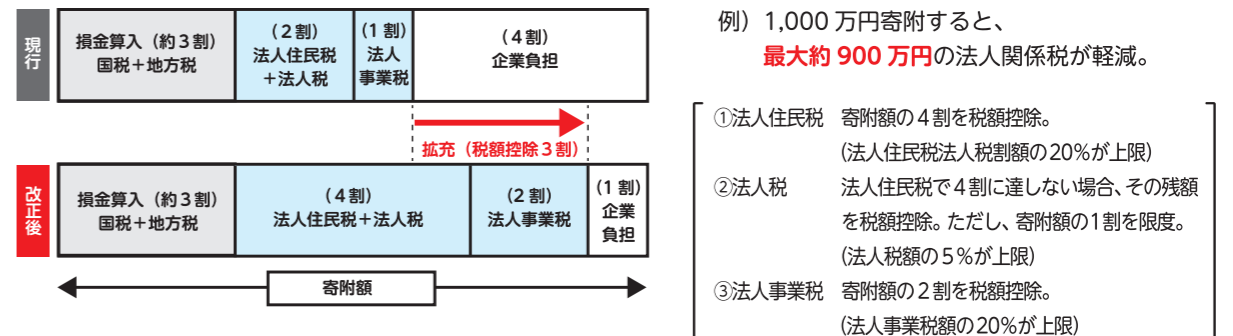 現行
損金算入（約３割）
国税＋地方税
（２割）
法人住民税
＋法人税
（１割）
法人
事業税
（４割）
企業負担
拡充（税額控除３割）
改正後
損金算入（約３割）
国税＋地方税
（４割）
法人住民税＋法人税
（２割）
法人事業税
（１割）
企業
負担
寄附額
例）1,000 万円寄附すると、
最大約 900 万円の法人関係税が軽減。
①法人住民税　寄附額の４割を税額控除。
（法人住民税法人税割額の20％が上限）
②法人税　法人住民税で４割に達しない場合、その残額
を税額控除。ただし、寄附額の１割を限度。
（法人税額の５％が上限）
③法人事業税　寄附額の２割を税額控除。
（法人事業税額の20％が上限）